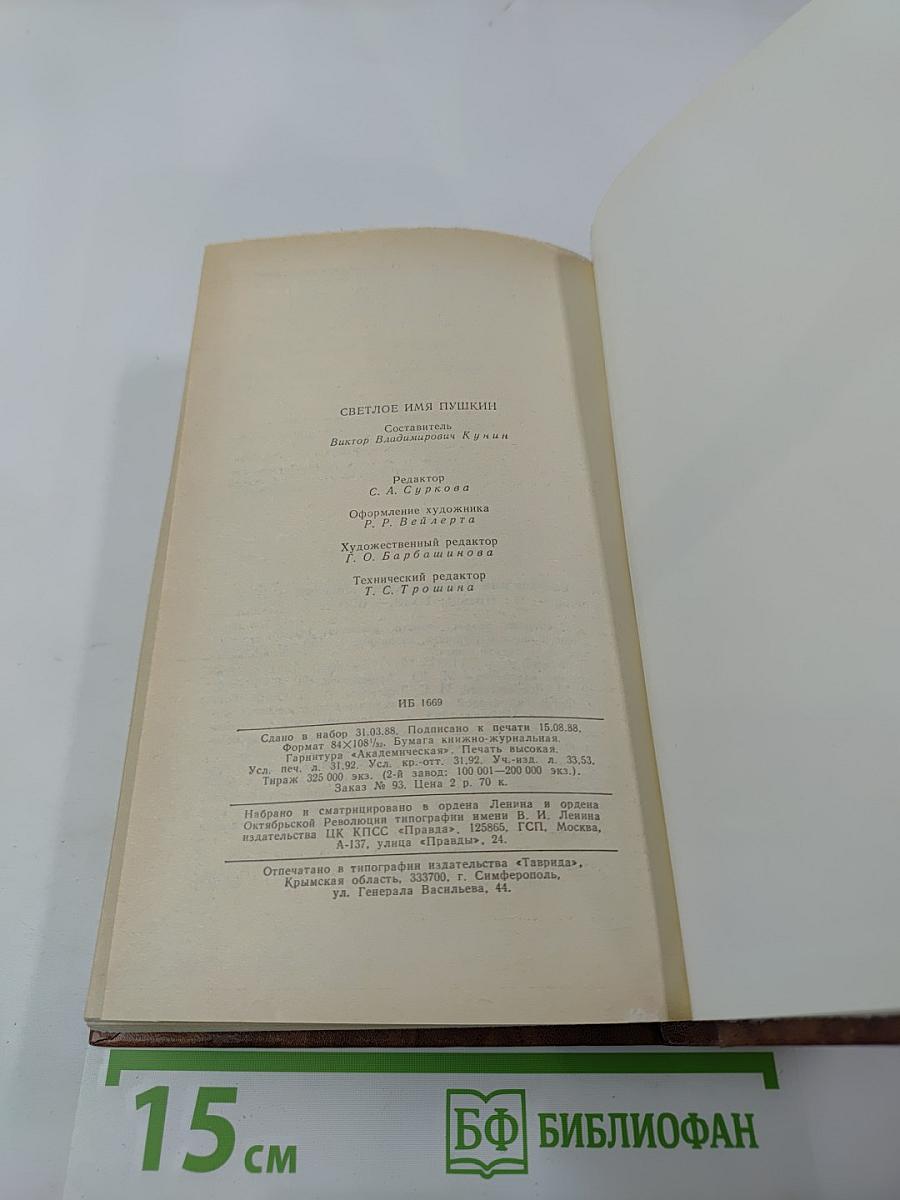 СВЕТЛОЕ ИМЯ ПУШКИН
Составитель
Виктор Владимирович Кунин
Редактор
С. А. Суркова
Оформление художника
Р. Р. Вейлерта
Художественный редактор
Г. О. Барбашинова
Технический редактор
Т. С. Трошина
ИБ 1669
Сдано в набор 31.03.88. Подписано к печати 15.08.88.
Формат 84×108¹/₃₂. Бумага книжно-журнальная.
Гарнитура «Академическая». Печать высокая.
Усл. печ. л. 31,92. Усл. кр.-отт. 31,92. Уч.-изд. л. 33,53.
Тираж 325 000 экз. (2-й завод: 100 001—200 000 экз.).
Заказ № 93. Цена 2 р. 70 к.
Набрано и сматрицировано в ордена Ленина и ордена
Октябрьской Революции типографии имени В. И. Ленина
издательства ЦК КПСС «Правда», 125865, ГСП, Москва,
А-137, улица «Правды», 24.
Отпечатано в типографии издательства «Таврида»,
Крымская область, 333700, г. Симферополь,
ул. Генерала Васильева, 44.
15 см
БФ БИБЛИОФАН